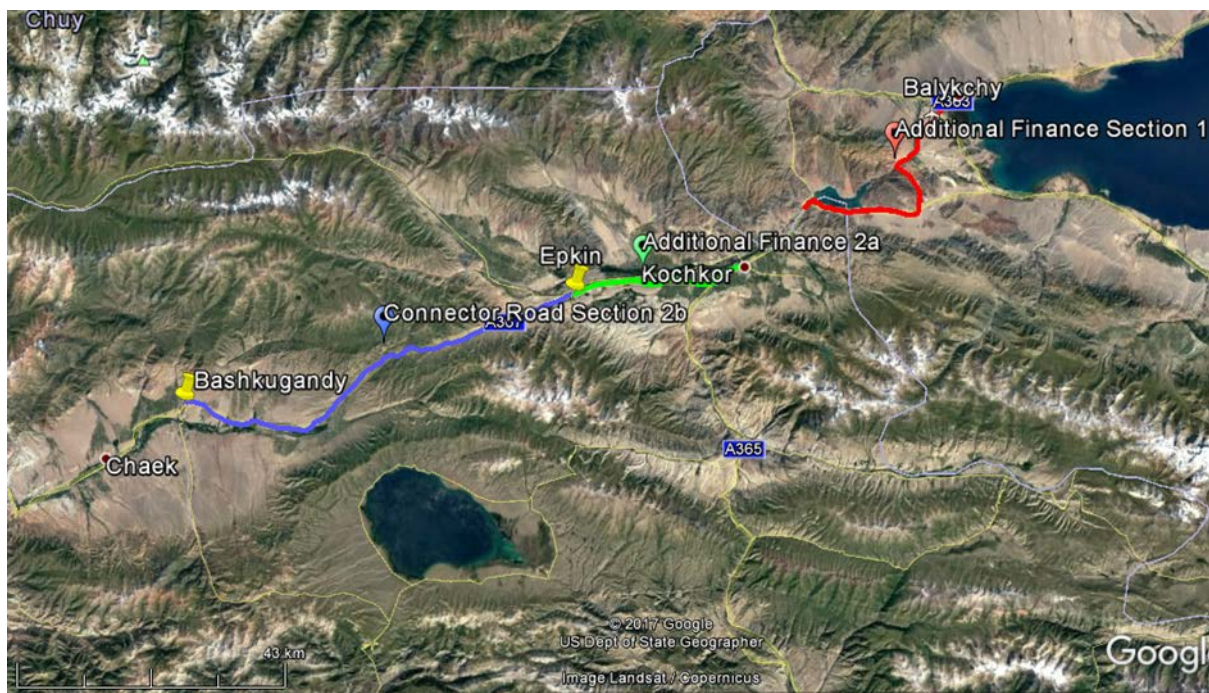 Chuy
Balykchy
A363
Additional Finance Section 1
Additional Finance 2a
Epkin
Kochkor
Connector Road Section 2b
A367
Bashkugandy
A365
Chaek
© 2017 Google
US Dept of State Geographer
43 km
Image Landsat / Copernicus
Google